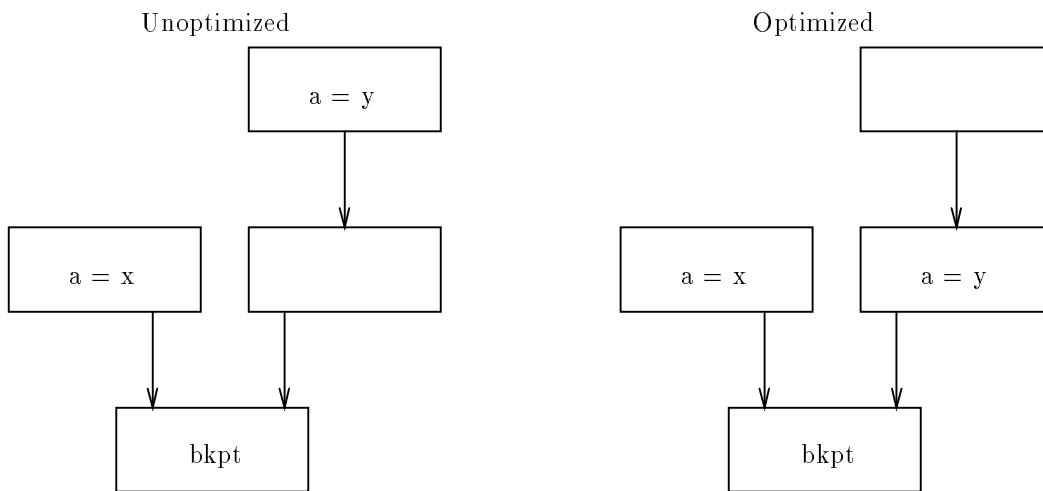 Unoptimized
a = y
a = x
bkpt
Optimized
a = x
a = y
bkpt